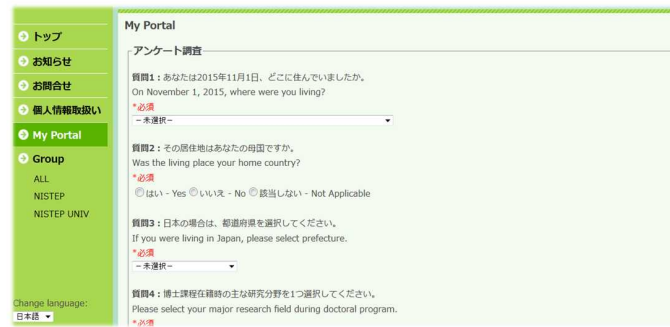 トップ
お知らせ
お問合せ
個人情報取扱い
My Portal
Group
ALL
NISTEP
NISTEP UNIV
Change language:
日本語
My Portal
アンケート調査
質問1：あなたは2015年11月1日、どこに住んでいましたか。
On November 1, 2015, where were you living?
*必須
－未選択－
質問2：その居住地はあなたの母国ですか。
Was the living place your home country?
*必須
はい - Yes いいえ - No 該当しない - Not Applicable
質問3：日本の場合は、都道府県を選択してください。
If you were living in Japan, please select prefecture.
*必須
－未選択－
質問4：博士課程在籍時の主な研究分野を1つ選択してください。
Please select your major research field during doctoral program.
*必須